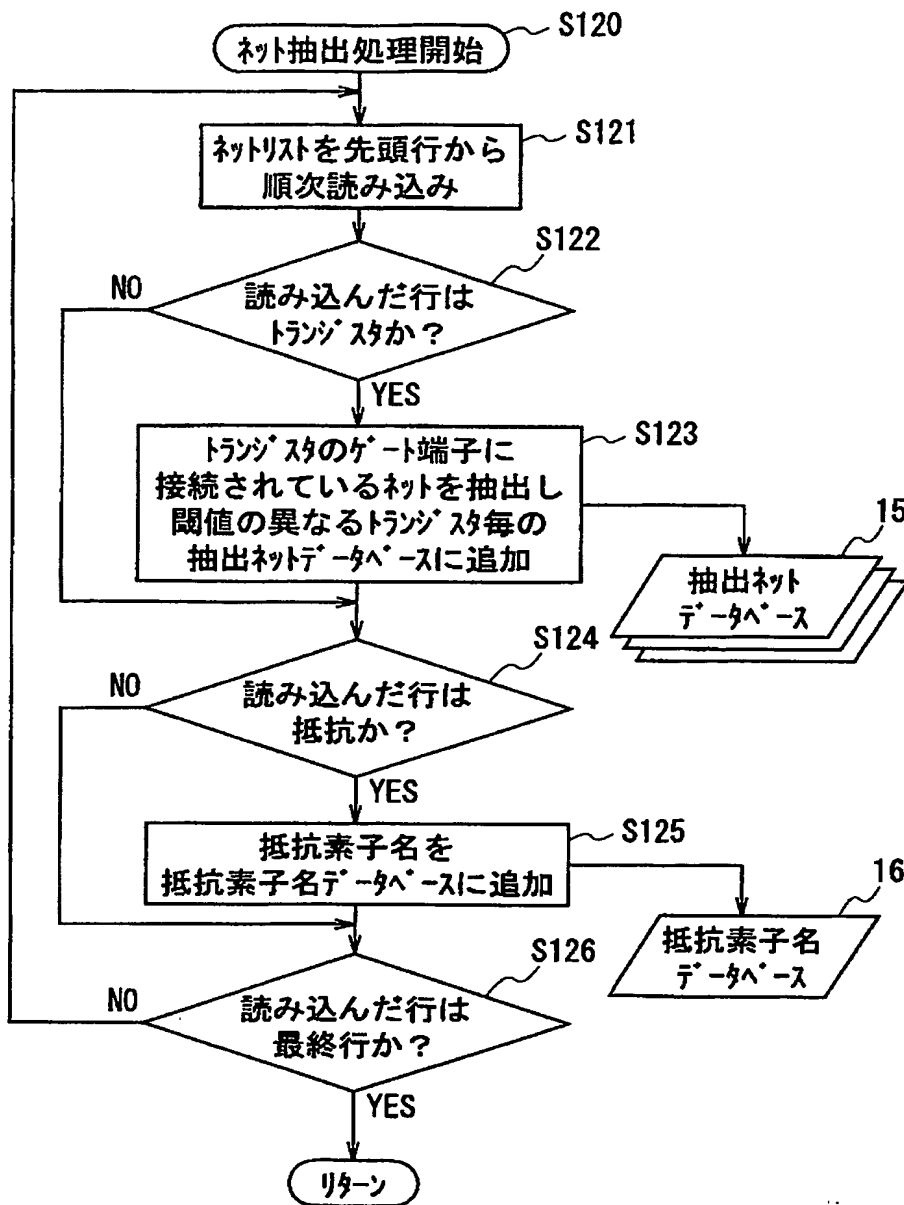 ネット抽出処理開始
S120
ネットリストを先頭行から
順次読み込み
S121
S122
読み込んだ行は
トランジスタか？
NO
YES
トランジスタのゲート端子に
接続されているネットを抽出し
閾値の異なるトランジスタ毎の
抽出ネットデータベースに追加
S123
15
抽出ネット
データベース
S124
読み込んだ行は
抵抗か？
NO
YES
抵抗素子名を
抵抗素子名データベースに追加
S125
16
抵抗素子名
データベース
S126
読み込んだ行は
最終行か？
NO
YES
リターン